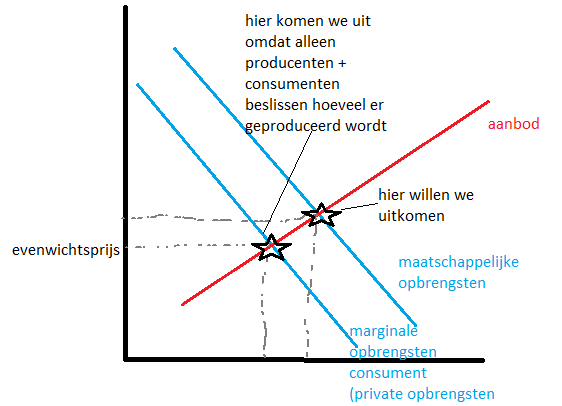 hier komen we uit
omdat alleen
producenten +
consumenten
beslissen hoeveel er
geproduceerd wordt
aanbod
hier willen we
uitkomen
evenwichtsprijs
maatschappelijke
opbrengsten
marginale
opbrengsten
consument
(private opbrengsten